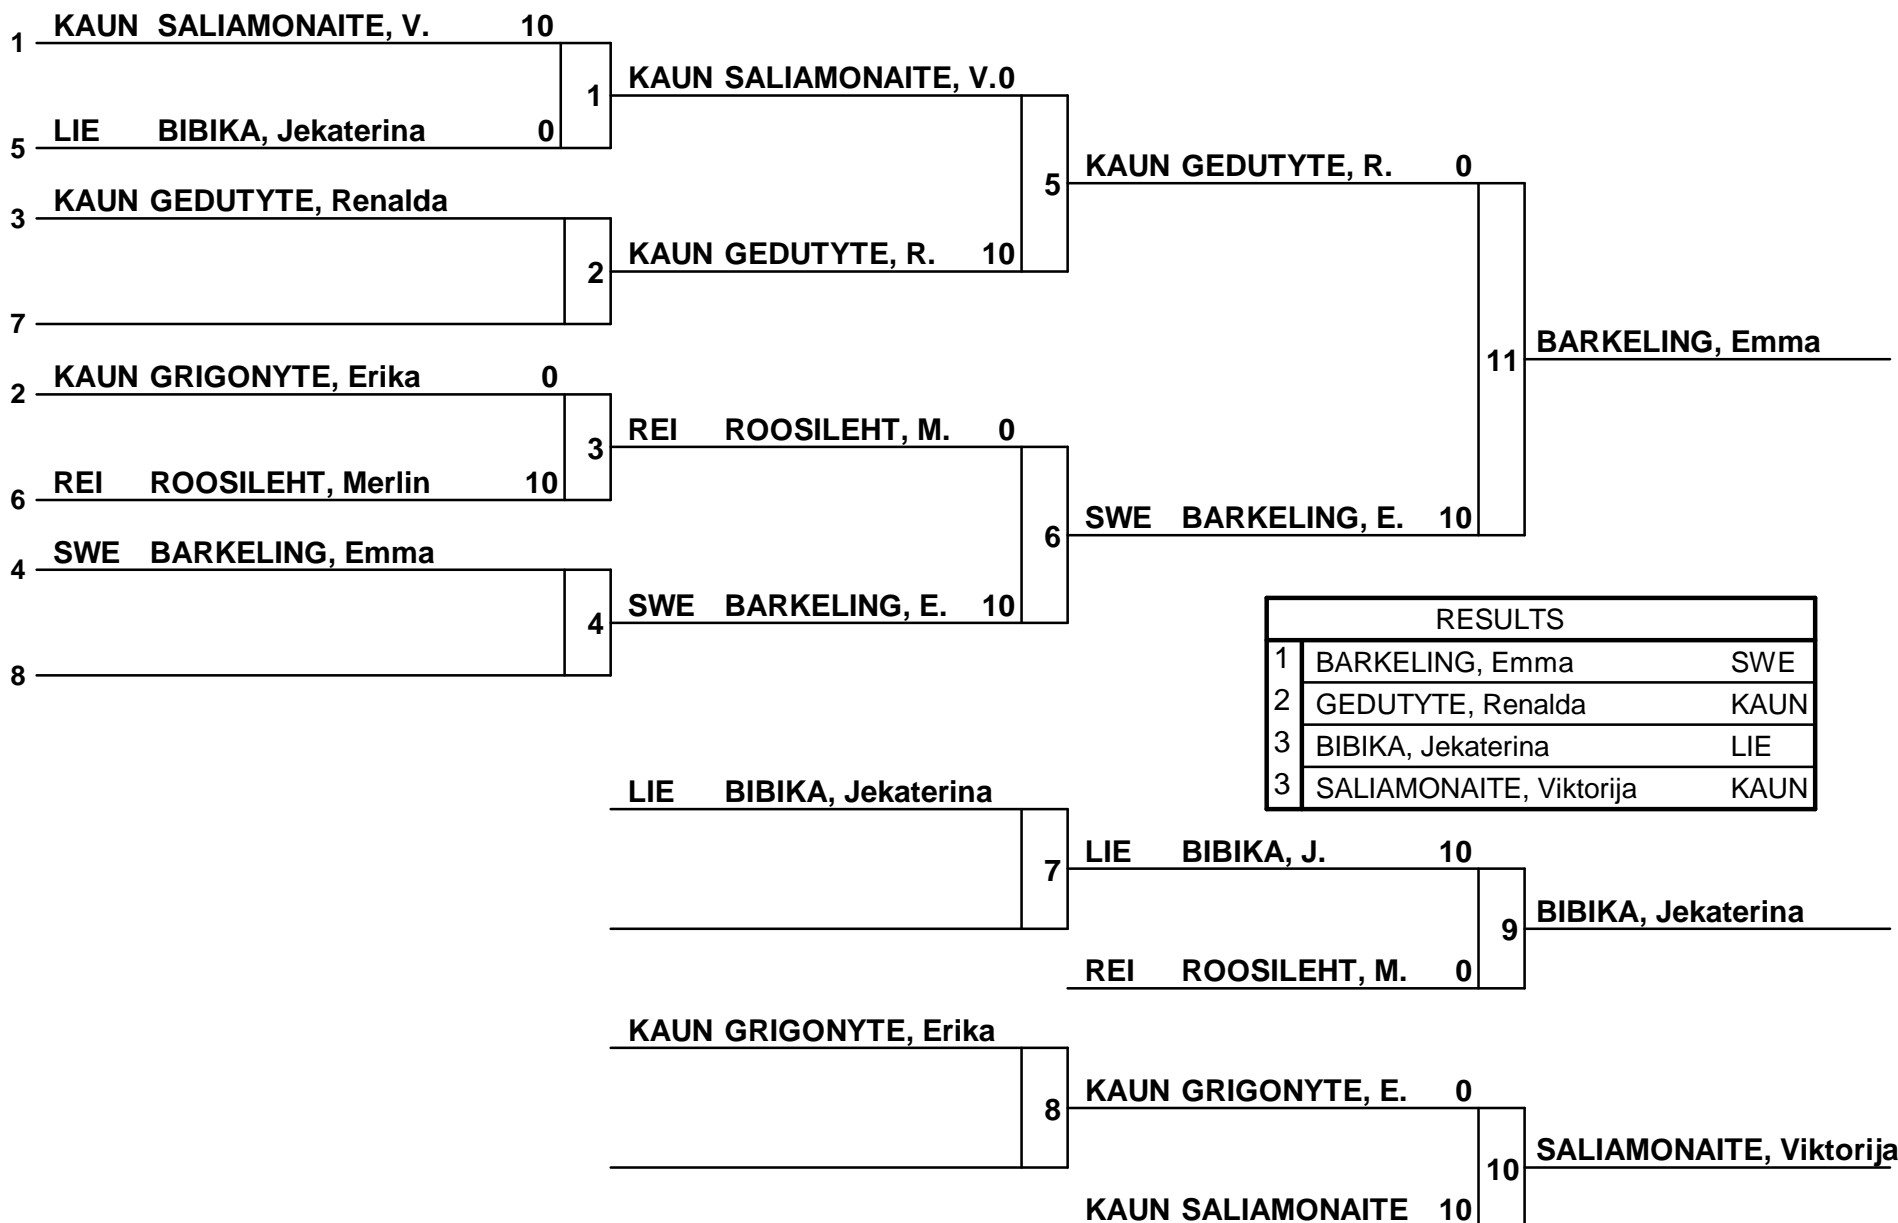 1 KAUN SALIAMONAITE, V. 10
1 KAUN SALIAMONAITE, V.0
5 LIE BIBIKA, Jekaterina 0
5 KAUN GEDUTYTE, R. 0
3 KAUN GEDUTYTE, Renalda
2 KAUN GEDUTYTE, R. 10
7
11 BARKELING, Emma
2 KAUN GRIGONYTE, Erika 0
3 REI ROOSILEHT, M. 0
6 REI ROOSILEHT, Merlin 10
6 SWE BARKELING, E. 10
4 SWE BARKELING, Emma
4 SWE BARKELING, E. 10
8
RESULTS
1 BARKELING, Emma SWE
2 GEDUTYTE, Renalda KAUN
3 BIBIKA, Jekaterina LIE
3 SALIAMONAITE, Viktorija KAUN
LIE BIBIKA, Jekaterina
7 LIE BIBIKA, J. 10
9 BIBIKA, Jekaterina
REI ROOSILEHT, M. 0
KAUN GRIGONYTE, Erika
8 KAUN GRIGONYTE, E. 0
10 SALIAMONAITE, Viktorija
KAUN SALIAMONAITE 10